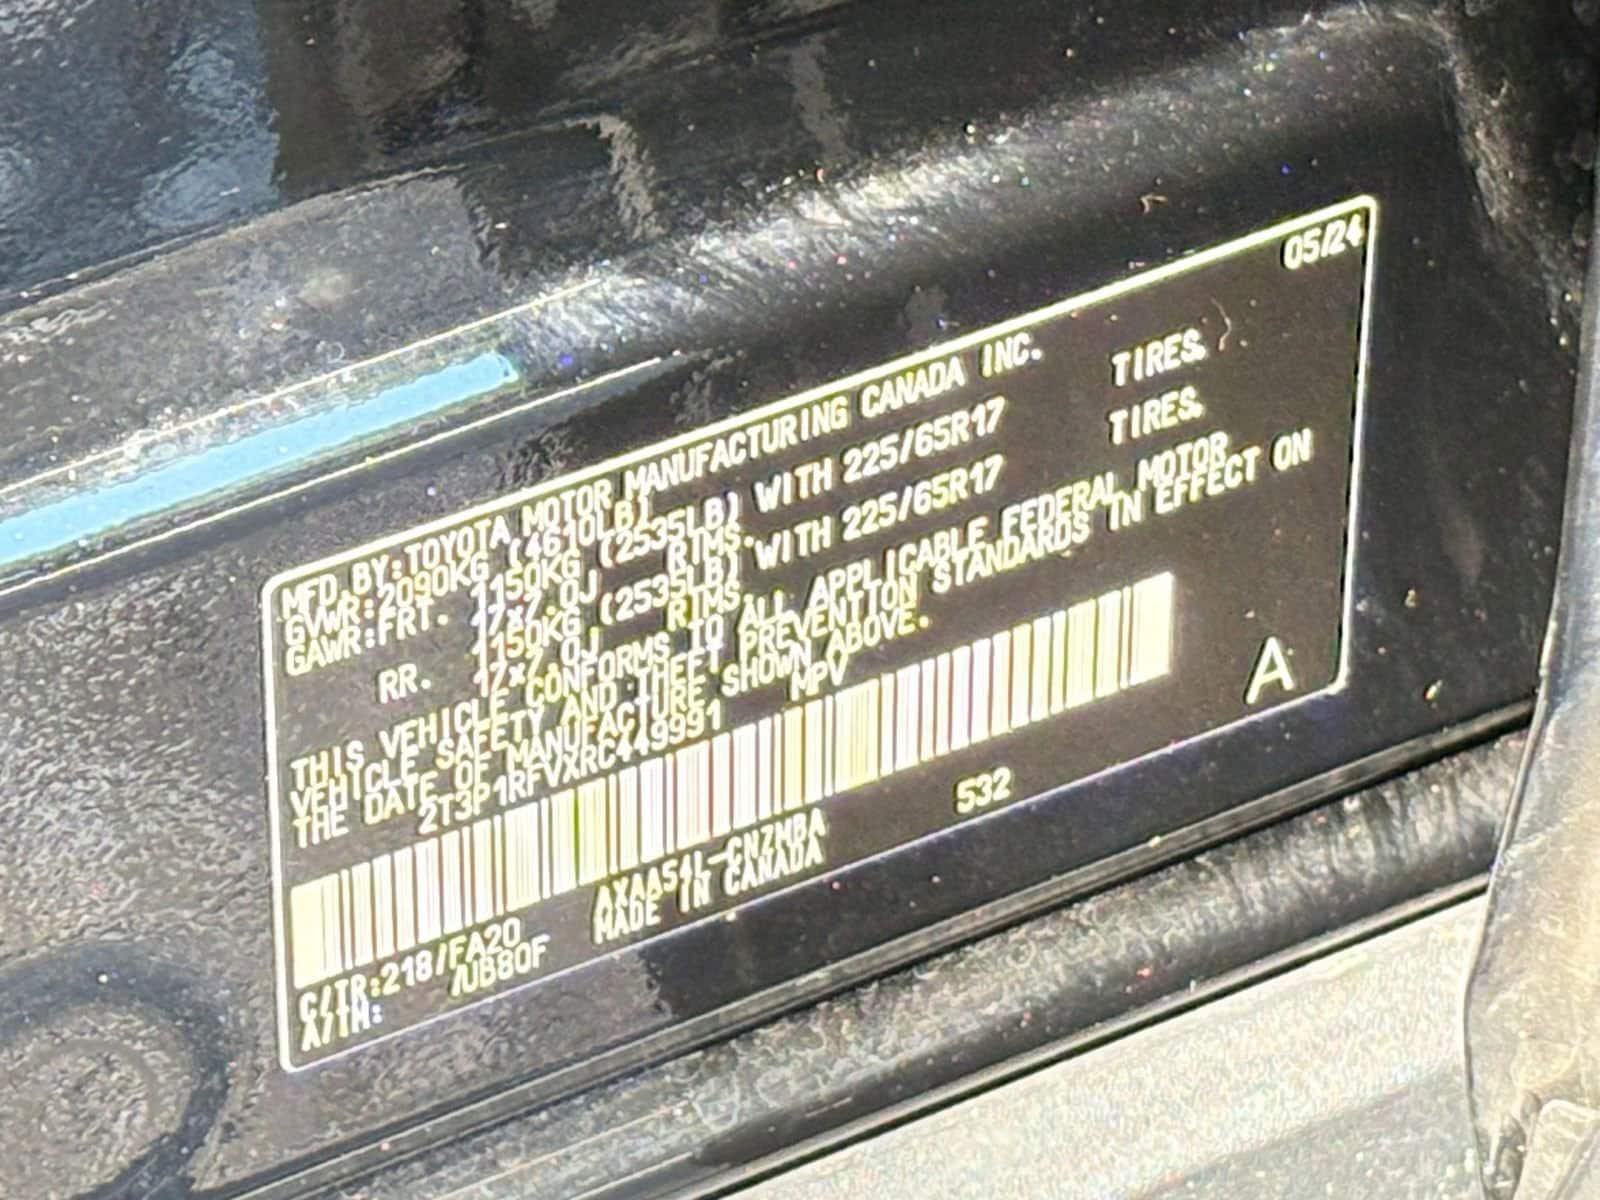 05/24
MFD.BY:TOYOTA MOTOR MANUFACTURING CANADA INC.
GVWR:2090KG (4610LB)
GAWR:FRT. 1150KG (2535LB) WITH 225/65R17 TIRES,
17x7.0J RIMS.
RR. 1150KG (2535LB) WITH 225/65R17 TIRES,
17x7.0J RIMS.
THIS VEHICLE CONFORMS TO ALL APPLICABLE FEDERAL MOTOR
VEHICLE SAFETY AND THEFT PREVENTION STANDARDS IN EFFECT ON
THE DATE OF MANUFACTURE SHOWN ABOVE.
2T3P1RFVXRC449991 MPV
A
C/TR:218/FA20 AXAA54L-CNZMBA 532
A/TM: /UB80F MADE IN CANADA